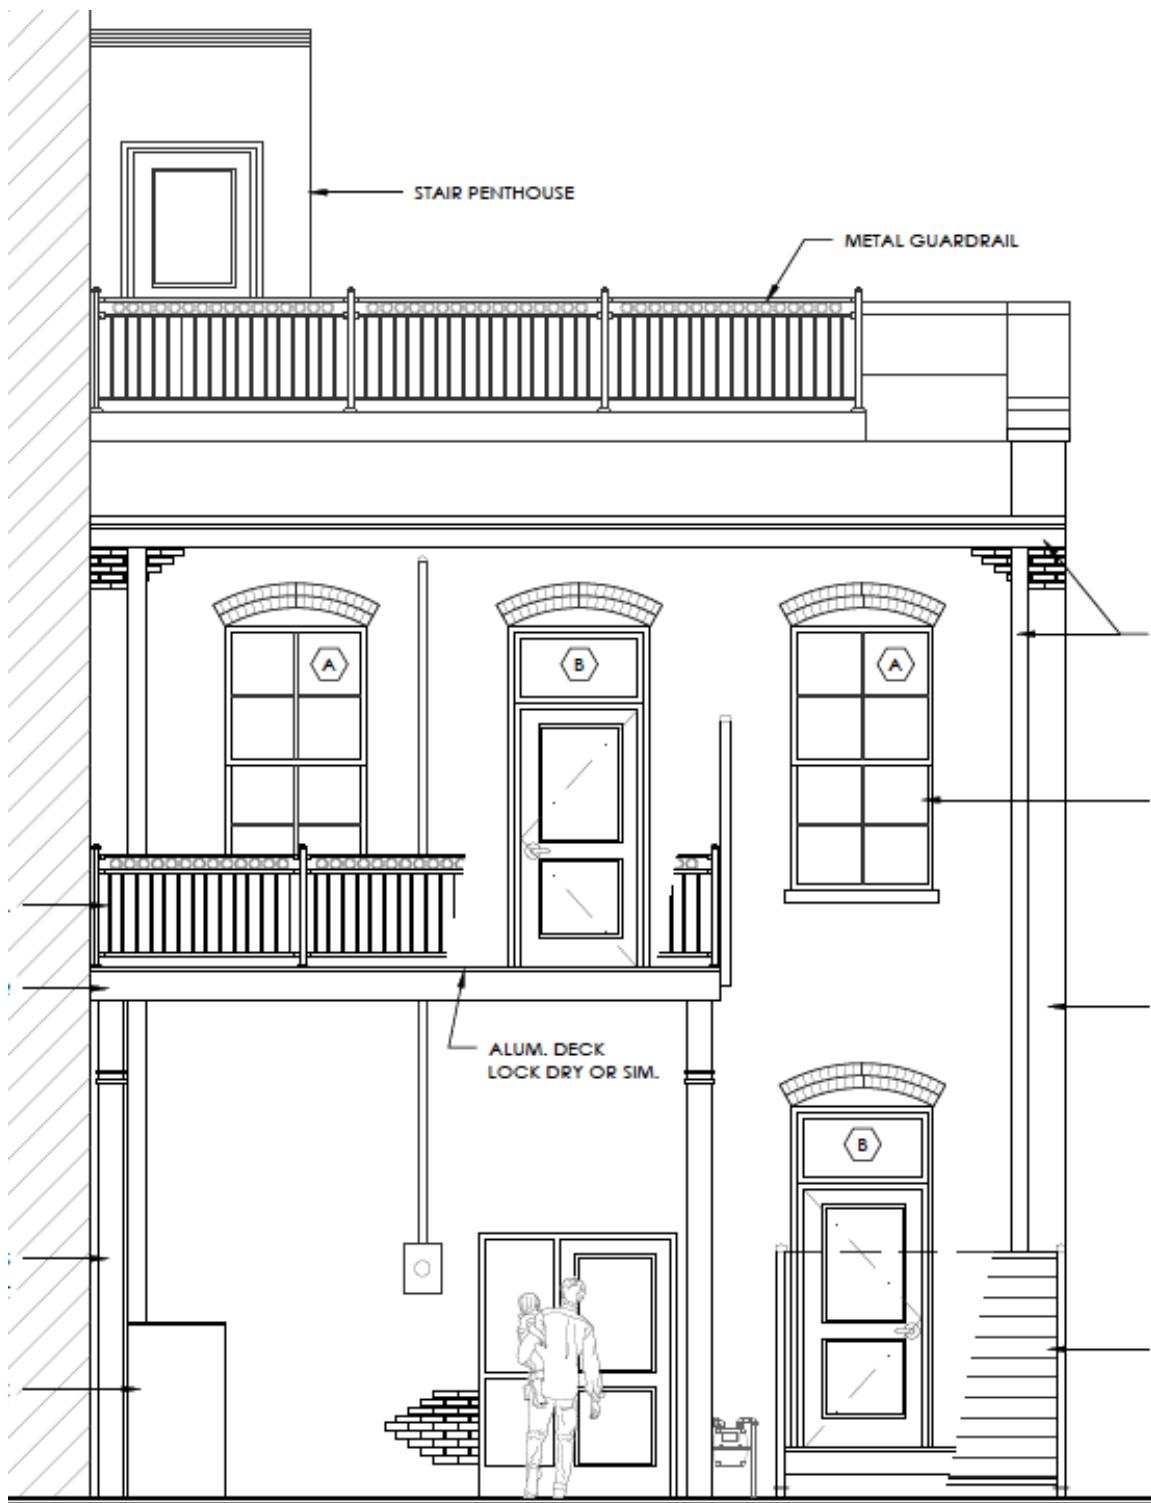 STAIR PENTHOUSE
METAL GUARDRAIL
A
B
A
ALUM. DECK
LOCK DRY OR SIM.
B